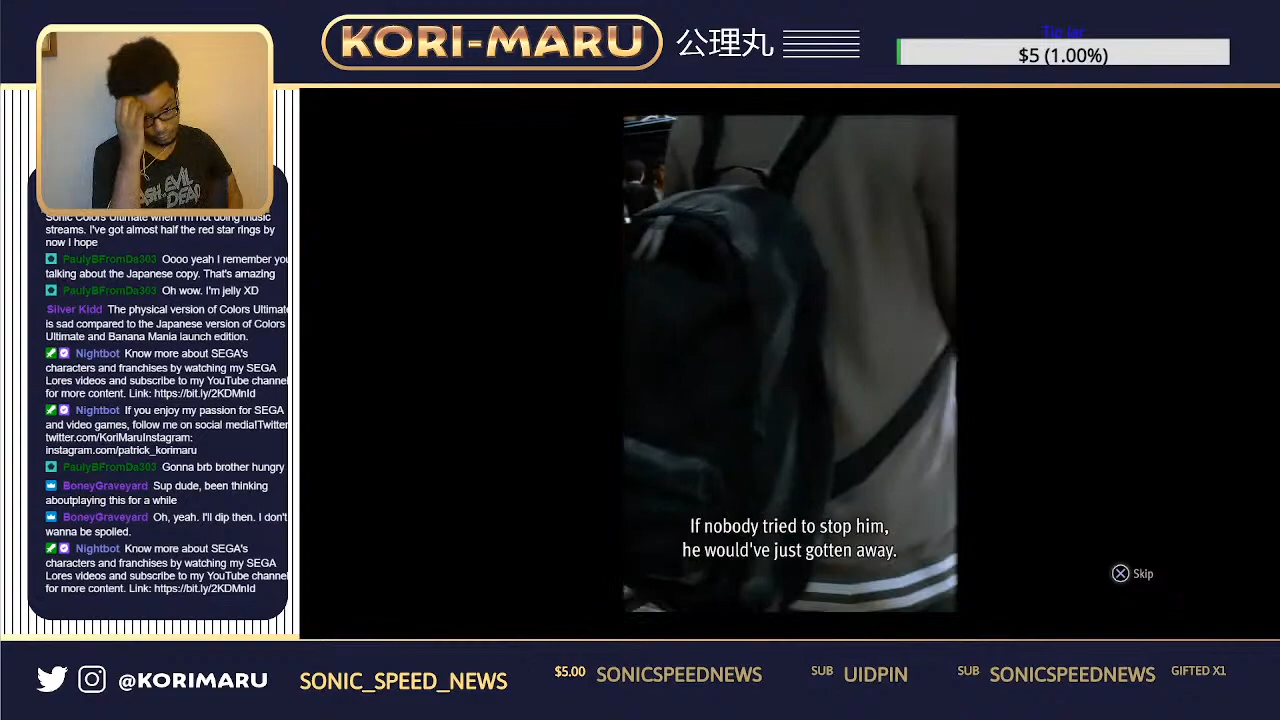 KORI-MARU 公理丸
Tip Jar
$5 (1.00%)
ASH. EVIL
DEAD
Sonic Colors Ultimate when I'm not doing music
streams. I've got almost half the red star rings by
now I hope
PaulyBFromDa303 Oooo yeah I remember you
talking about the Japanese copy. That's amazing
PaulyBFromDa303 Oh wow. I'm jelly XD
Silver Kidd The physical version of Colors Ultimate
is sad compared to the Japanese version of Colors
Ultimate and Banana Mania launch edition.
Nightbot Know more about SEGA's
characters and franchises by watching my SEGA
Lores videos and subscribe to my YouTube channel
for more content. Link: https://bit.ly/2KDMnId
Nightbot If you enjoy my passion for SEGA
and video games, follow me on social media!Twitter:
twitter.com/KoriMaruInstagram:
instagram.com/patrick_korimaru
PaulyBFromDa303 Gonna brb brother hungry
BoneyGraveyard Sup dude, been thinking
aboutplaying this for a while
BoneyGraveyard Oh, yeah. I'll dip then. I don't
wanna be spoiled.
Nightbot Know more about SEGA's
characters and franchises by watching my SEGA
Lores videos and subscribe to my YouTube channel
for more content. Link: https://bit.ly/2KDMnId
If nobody tried to stop him,
he would've just gotten away.
Skip
@KORIMARU
SONIC_SPEED_NEWS
$5.00 SONICSPEEDNEWS SUB UIDPIN SUB SONICSPEEDNEWS GIFTED X1